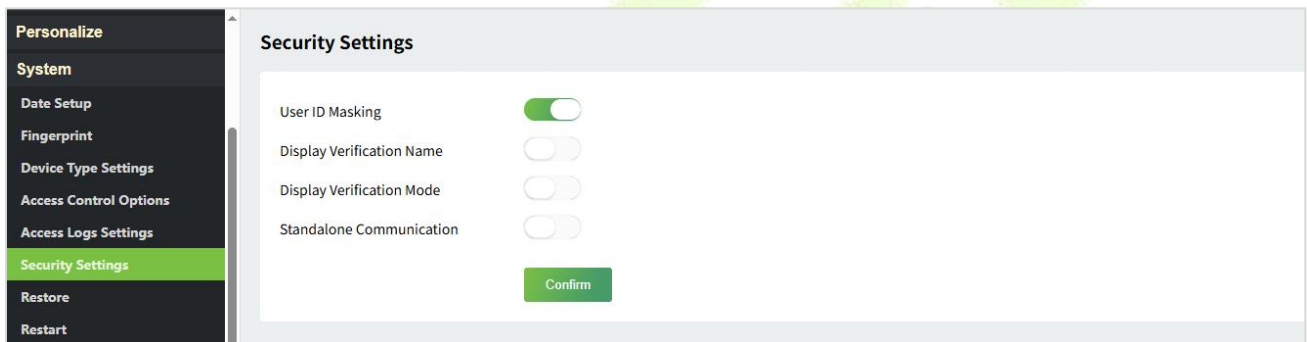 Personalize
System
Date Setup
Fingerprint
Device Type Settings
Access Control Options
Access Logs Settings
Security Settings
Restore
Restart
Security Settings
User ID Masking
Display Verification Name
Display Verification Mode
Standalone Communication
Confirm